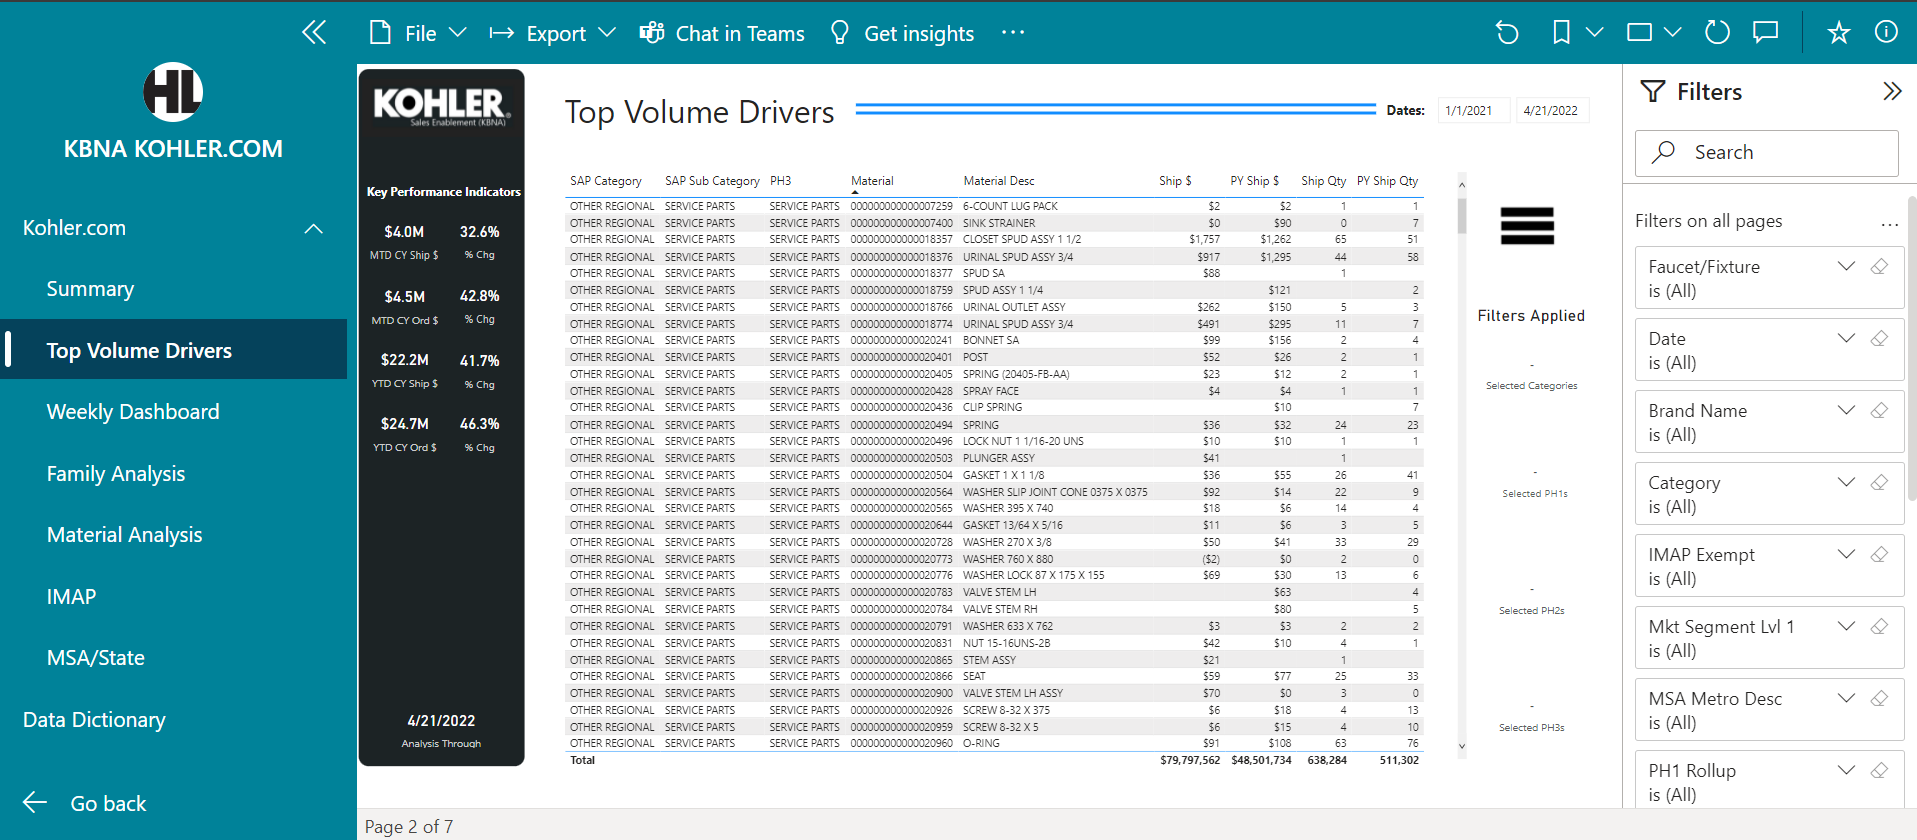 File
Export
Chat in Teams
Get insights
HL
KBNA KOHLER.COM
Kohler.com
Summary
Top Volume Drivers
Weekly Dashboard
Family Analysis
Material Analysis
IMAP
MSA/State
Data Dictionary
Go back
KOHLER
Sales Enablement (KBNA)
Key Performance Indicators
$4.0M 32.6%
MTD CY Ship $ % Chg
$4.5M 42.8%
MTD CY Ord $ % Chg
$22.2M 41.7%
YTD CY Ship $ % Chg
$24.7M 46.3%
YTD CY Ord $ % Chg
4/21/2022
Analysis Through
Top Volume Drivers
Dates: 1/1/2021 4/21/2022
SAP Category SAP Sub Category PH3 Material Material Desc Ship $ PY Ship $ Ship Qty PY Ship Qty
OTHER REGIONAL SERVICE PARTS SERVICE PARTS 000000000000007259 6-COUNT LUG PACK $2 $2 1 1
OTHER REGIONAL SERVICE PARTS SERVICE PARTS 000000000000007400 SINK STRAINER $0 $90 0 7
OTHER REGIONAL SERVICE PARTS SERVICE PARTS 000000000000018357 CLOSET SPUD ASSY 1 1/2 $1,757 $1,262 65 51
OTHER REGIONAL SERVICE PARTS SERVICE PARTS 000000000000018376 URINAL SPUD ASSY 3/4 $917 $1,295 44 58
OTHER REGIONAL SERVICE PARTS SERVICE PARTS 000000000000018377 SPUD SA $88 1
OTHER REGIONAL SERVICE PARTS SERVICE PARTS 000000000000018759 SPUD ASSY 1 1/4 $121 2
OTHER REGIONAL SERVICE PARTS SERVICE PARTS 000000000000018766 URINAL OUTLET ASSY $262 $150 5 3
OTHER REGIONAL SERVICE PARTS SERVICE PARTS 000000000000018774 URINAL SPUD ASSY 3/4 $491 $295 11 7
OTHER REGIONAL SERVICE PARTS SERVICE PARTS 000000000000020241 BONNET SA $99 $156 2 4
OTHER REGIONAL SERVICE PARTS SERVICE PARTS 000000000000020401 POST $52 $26 2 1
OTHER REGIONAL SERVICE PARTS SERVICE PARTS 000000000000020405 SPRING (20405-FB-AA) $23 $12 2 1
OTHER REGIONAL SERVICE PARTS SERVICE PARTS 000000000000020428 SPRAY FACE $4 $4 1 1
OTHER REGIONAL SERVICE PARTS SERVICE PARTS 000000000000020436 CLIP SPRING $10 7
OTHER REGIONAL SERVICE PARTS SERVICE PARTS 000000000000020494 SPRING $36 $32 24 23
OTHER REGIONAL SERVICE PARTS SERVICE PARTS 000000000000020496 LOCK NUT 1 1/16-20 UNS $10 $10 1 1
OTHER REGIONAL SERVICE PARTS SERVICE PARTS 000000000000020503 PLUNGER ASSY $41 1
OTHER REGIONAL SERVICE PARTS SERVICE PARTS 000000000000020504 GASKET 1 X 1 1/8 $36 $55 26 41
OTHER REGIONAL SERVICE PARTS SERVICE PARTS 000000000000020564 WASHER SLIP JOINT CONE 0375 X 0375 $92 $14 22 9
OTHER REGIONAL SERVICE PARTS SERVICE PARTS 000000000000020565 WASHER 395 X 740 $18 $6 14 4
OTHER REGIONAL SERVICE PARTS SERVICE PARTS 000000000000020644 GASKET 13/64 X 5/16 $11 $6 3 5
OTHER REGIONAL SERVICE PARTS SERVICE PARTS 000000000000020728 WASHER 270 X 3/8 $50 $41 33 29
OTHER REGIONAL SERVICE PARTS SERVICE PARTS 000000000000020773 WASHER 760 X 880 ($2) $0 2 0
OTHER REGIONAL SERVICE PARTS SERVICE PARTS 000000000000020776 WASHER LOCK 87 X 175 X 155 $69 $30 13 6
OTHER REGIONAL SERVICE PARTS SERVICE PARTS 000000000000020783 VALVE STEM LH $63 4
OTHER REGIONAL SERVICE PARTS SERVICE PARTS 000000000000020784 VALVE STEM RH $80 5
OTHER REGIONAL SERVICE PARTS SERVICE PARTS 000000000000020791 WASHER 633 X 762 $3 $3 2 2
OTHER REGIONAL SERVICE PARTS SERVICE PARTS 000000000000020831 NUT 15-16UNS-2B $42 $10 4 1
OTHER REGIONAL SERVICE PARTS SERVICE PARTS 000000000000020865 STEM ASSY $21 1
OTHER REGIONAL SERVICE PARTS SERVICE PARTS 000000000000020866 SEAT $59 $77 25 33
OTHER REGIONAL SERVICE PARTS SERVICE PARTS 000000000000020900 VALVE STEM LH ASSY $70 $0 3 0
OTHER REGIONAL SERVICE PARTS SERVICE PARTS 000000000000020926 SCREW 8-32 X 375 $6 $18 4 13
OTHER REGIONAL SERVICE PARTS SERVICE PARTS 000000000000020959 SCREW 8-32 X 5 $6 $15 4 10
OTHER REGIONAL SERVICE PARTS SERVICE PARTS 000000000000020960 O-RING $91 $108 63 76
Total $79,797,562 $48,501,734 638,284 511,302
Filters Applied
-
Selected Categories
-
Selected PH1s
-
Selected PH2s
-
Selected PH3s
Filters
Search
Filters on all pages
Faucet/Fixture
is (All)
Date
is (All)
Brand Name
is (All)
Category
is (All)
IMAP Exempt
is (All)
Mkt Segment Lvl 1
is (All)
MSA Metro Desc
is (All)
PH1 Rollup
is (All)
Page 2 of 7